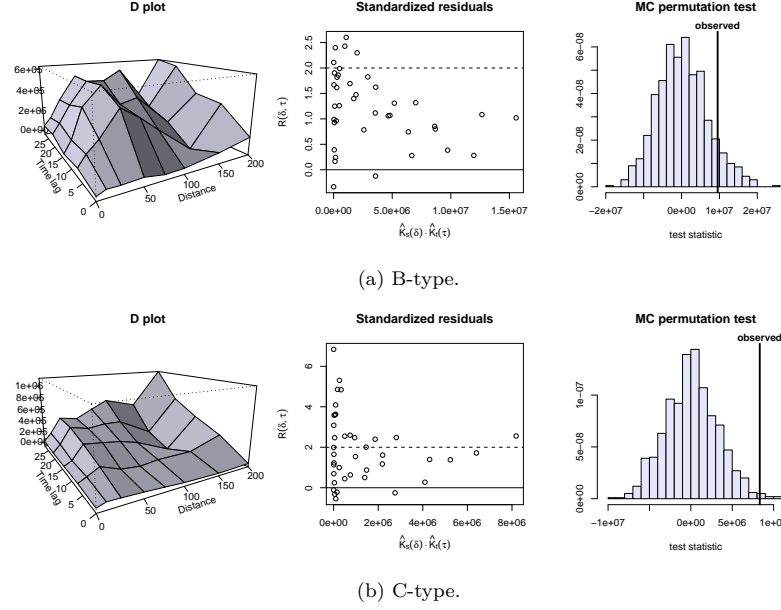 D plot
Standardized residuals
MC permutation test
observed
6e+05
4e+05
2e+05
0e+00
25
20
15
10
5
0
Time lag
0
50
100
150
200
Distance
R(δ, τ)
2.5
2.0
1.5
1.0
0.5
0.0
0.0e+00 5.0e+06 1.0e+07 1.5e+07
K̂s(δ) · K̂t(τ)
6e−08
4e−08
2e−08
0e+00
−2e+07 0e+00 1e+07 2e+07
test statistic
(a) B-type.
D plot
Standardized residuals
MC permutation test
observed
1e+06
8e+05
6e+05
4e+05
2e+05
0e+00
25
20
15
10
5
0
Time lag
0
50
100
150
200
Distance
R(δ, τ)
6
4
2
0
0e+00 2e+06 4e+06 6e+06 8e+06
K̂s(δ) · K̂t(τ)
1e−07
5e−08
0e+00
−1e+07 0e+00 5e+06 1e+0
test statistic
(b) C-type.